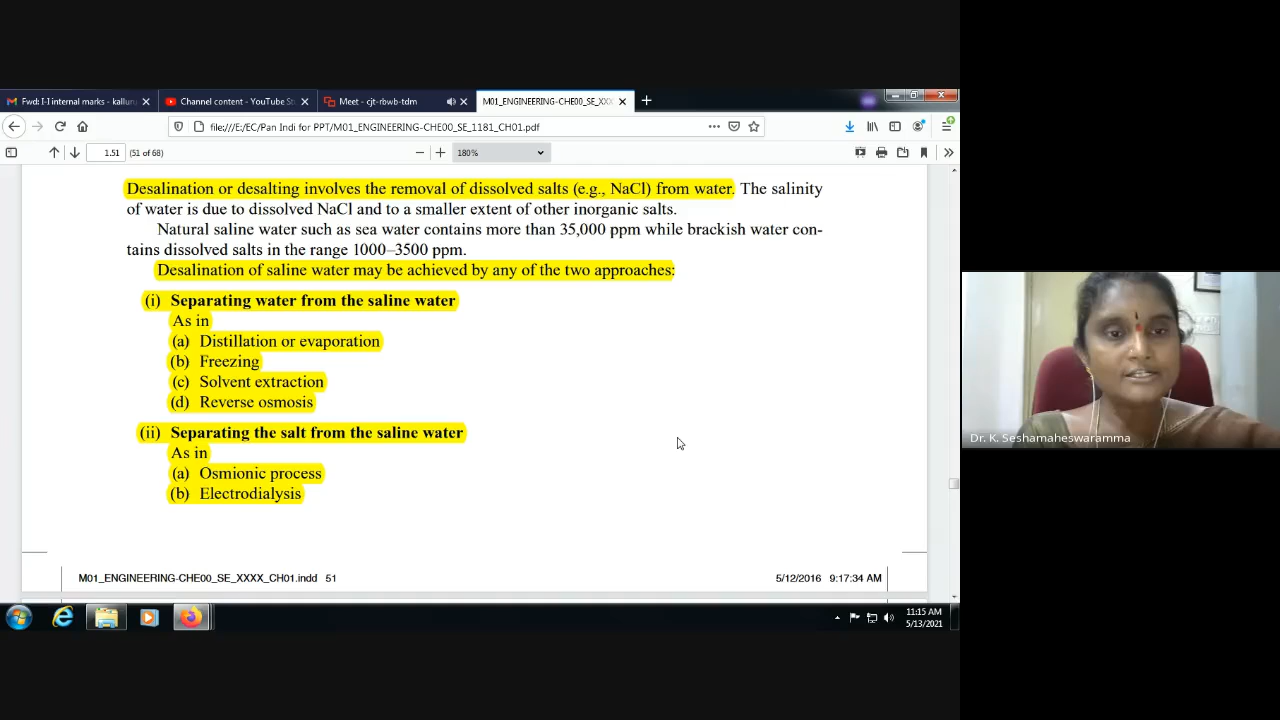 Fwd: I-I internal marks - kallur
Channel content - YouTube St
Meet - cjt-rbwb-tdm
M01_ENGINEERING-CHE00_SE_XXX
file:///E:/EC/Pan Indi for PPT/M01_ENGINEERING-CHE00_SE_1181_CH01.pdf
1.51 (51 of 68)
180%
Desalination or desalting involves the removal of dissolved salts (e.g., NaCl) from water. The salinity
of water is due to dissolved NaCl and to a smaller extent of other inorganic salts.
Natural saline water such as sea water contains more than 35,000 ppm while brackish water con-
tains dissolved salts in the range 1000–3500 ppm.
Desalination of saline water may be achieved by any of the two approaches:
(i) Separating water from the saline water
As in
(a) Distillation or evaporation
(b) Freezing
(c) Solvent extraction
(d) Reverse osmosis
(ii) Separating the salt from the saline water
As in
(a) Osmionic process
(b) Electrodialysis
M01_ENGINEERING-CHE00_SE_XXXX_CH01.indd 51
5/12/2016 9:17:34 AM
11:15 AM
5/13/2021
Dr. K. Seshamaheswaramma